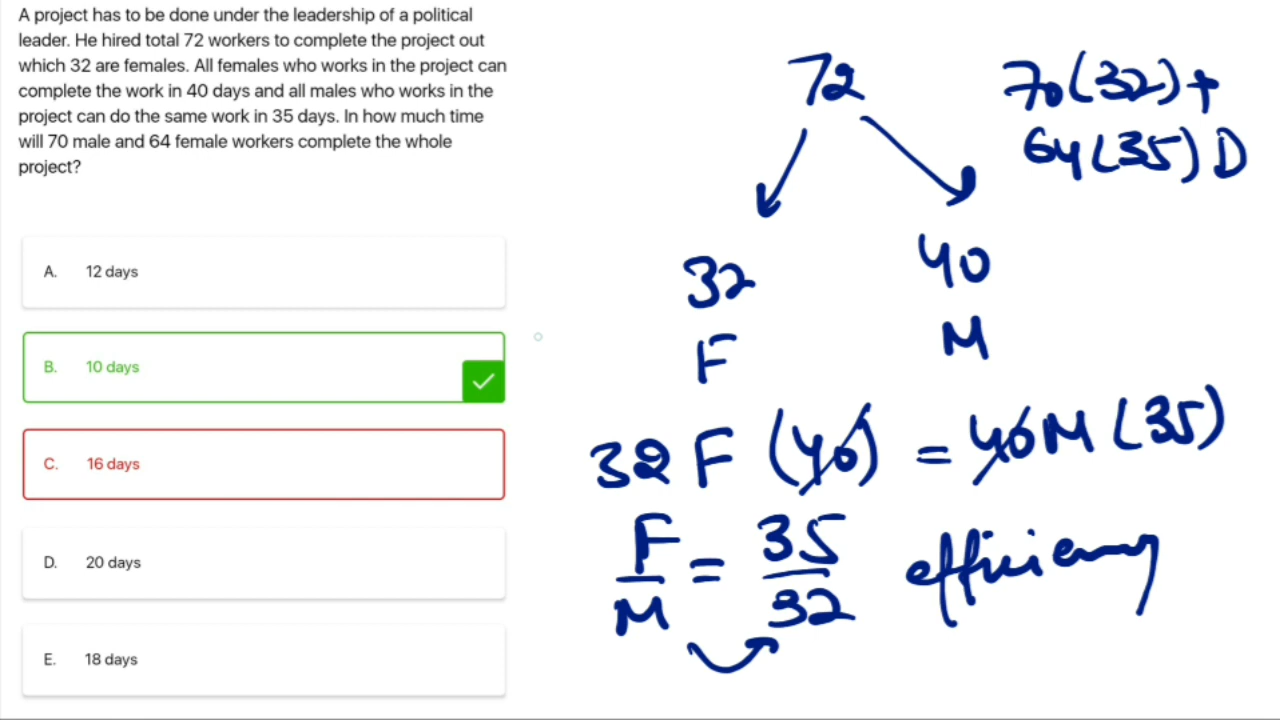 A project has to be done under the leadership of a political
leader. He hired total 72 workers to complete the project out
which 32 are females. All females who works in the project can
complete the work in 40 days and all males who works in the
project can do the same work in 35 days. In how much time
will 70 male and 64 female workers complete the whole
project?
A. 12 days
B. 10 days
C. 16 days
D. 20 days
E. 18 days
72
70(32)+
64(35) D
32 40
F M
32 F (40) = 40M (35)
F/M = 35/32 efficiency